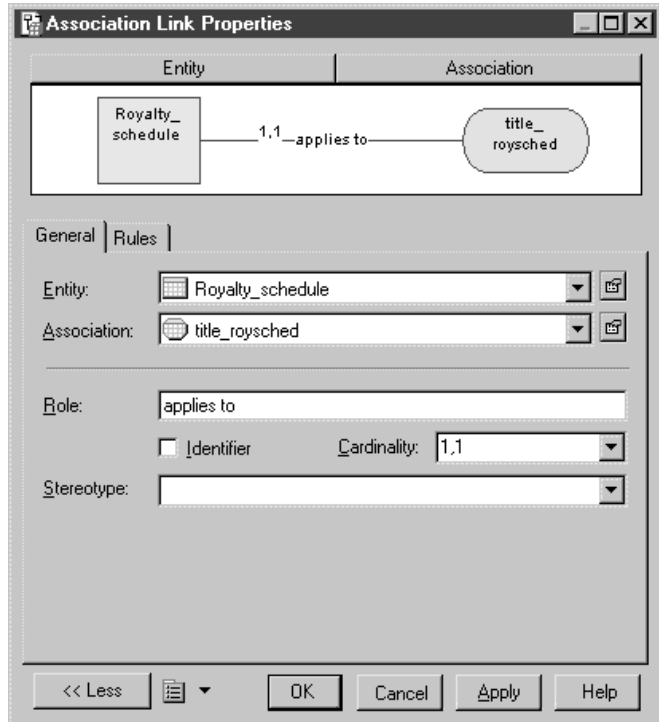 Association Link Properties
Entity Association
Royalty_
schedule
1,1 applies to
title_
roysched
General Rules
Entity: Royalty_schedule
Association: title_roysched
Role: applies to
Identifier Cardinality: 1,1
Stereotype:
<< Less OK Cancel Apply Help